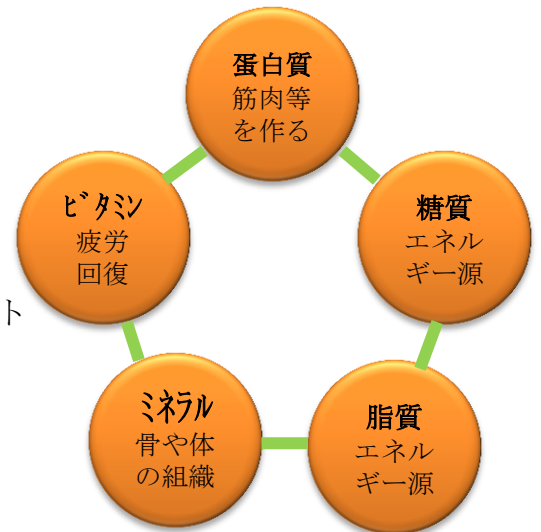 蛋白質
筋肉等
を作る
糖質
エネル
ギー源
脂質
エネル
ギー源
ミネラル
骨や体
の組織
ビタミン
疲労
回復
ト